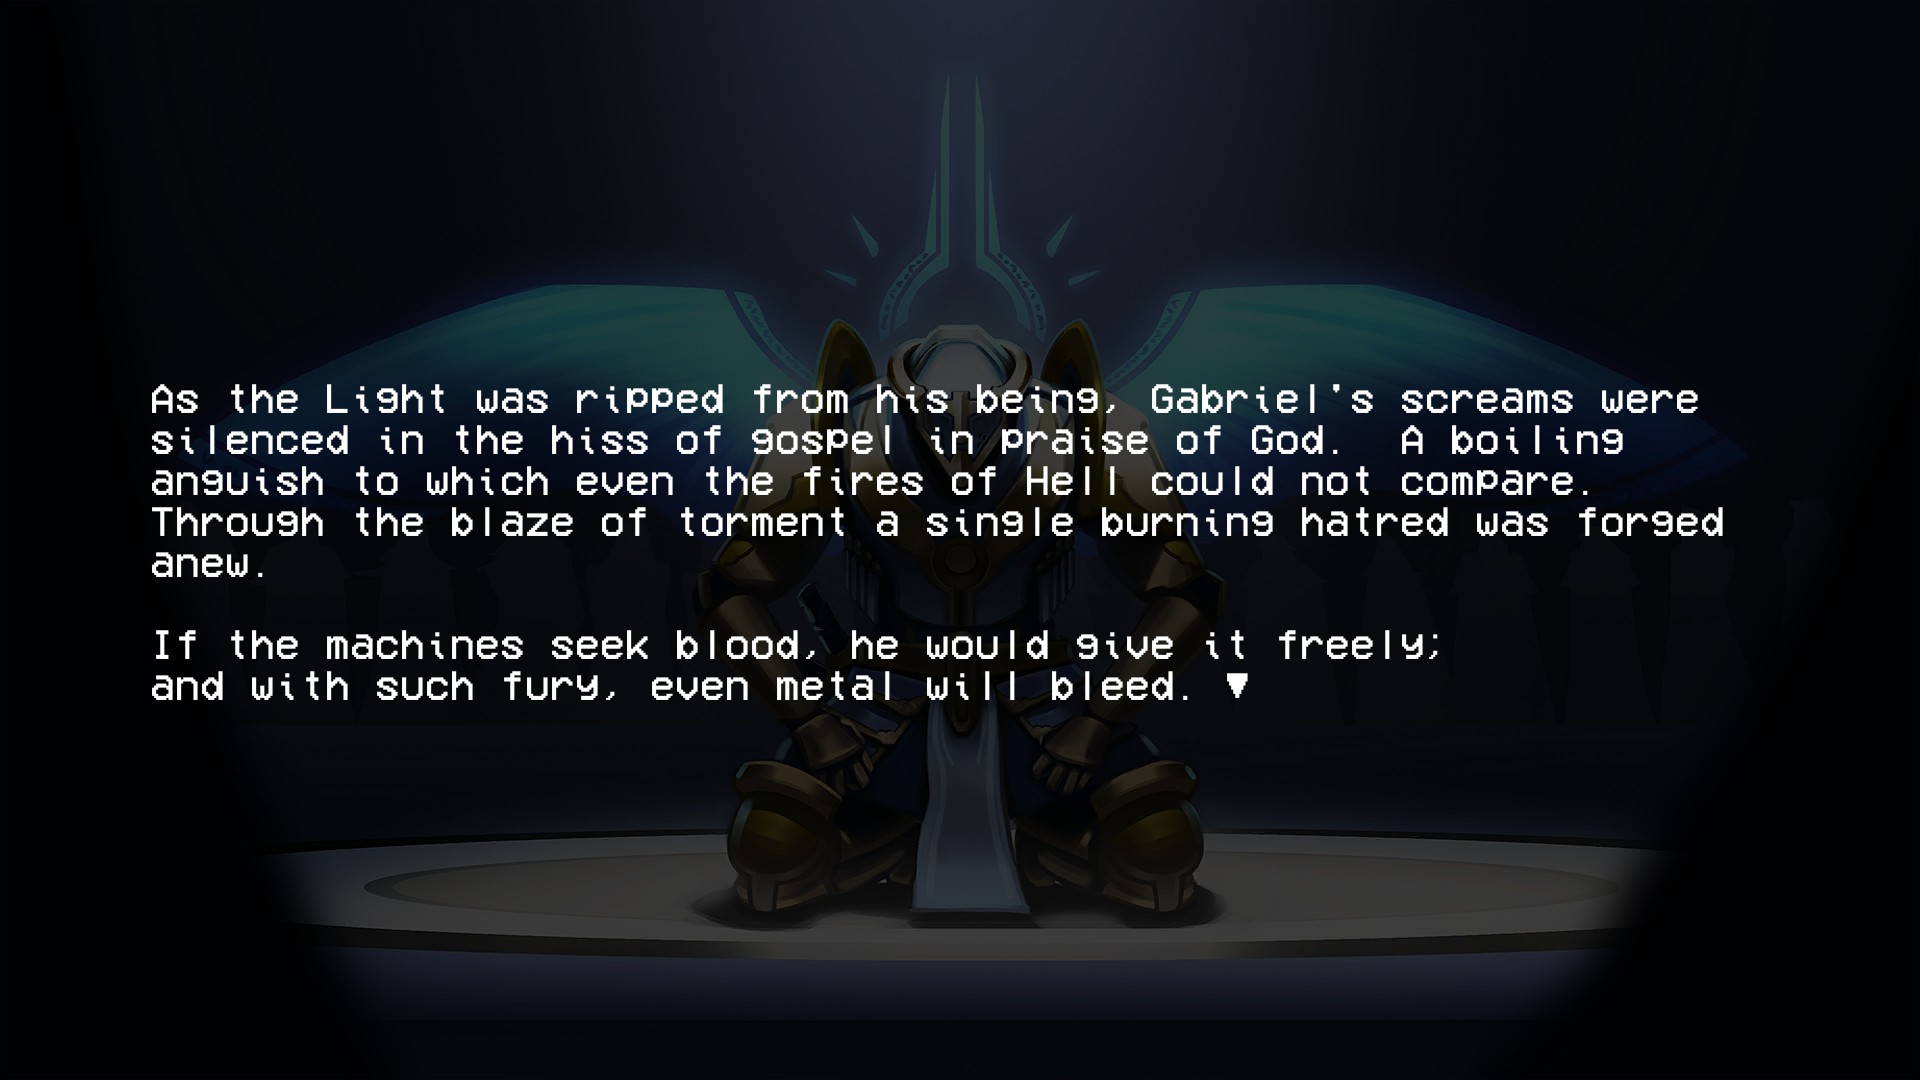 As the Light was ripped from his being, Gabriel's screams were
silenced in the hiss of gospel in praise of God.  A boiling
anguish to which even the fires of Hell could not compare.
Through the blaze of torment a single burning hatred was forged
anew.
If the machines seek blood, he would give it freely;
and with such fury, even metal will bleed. ▼